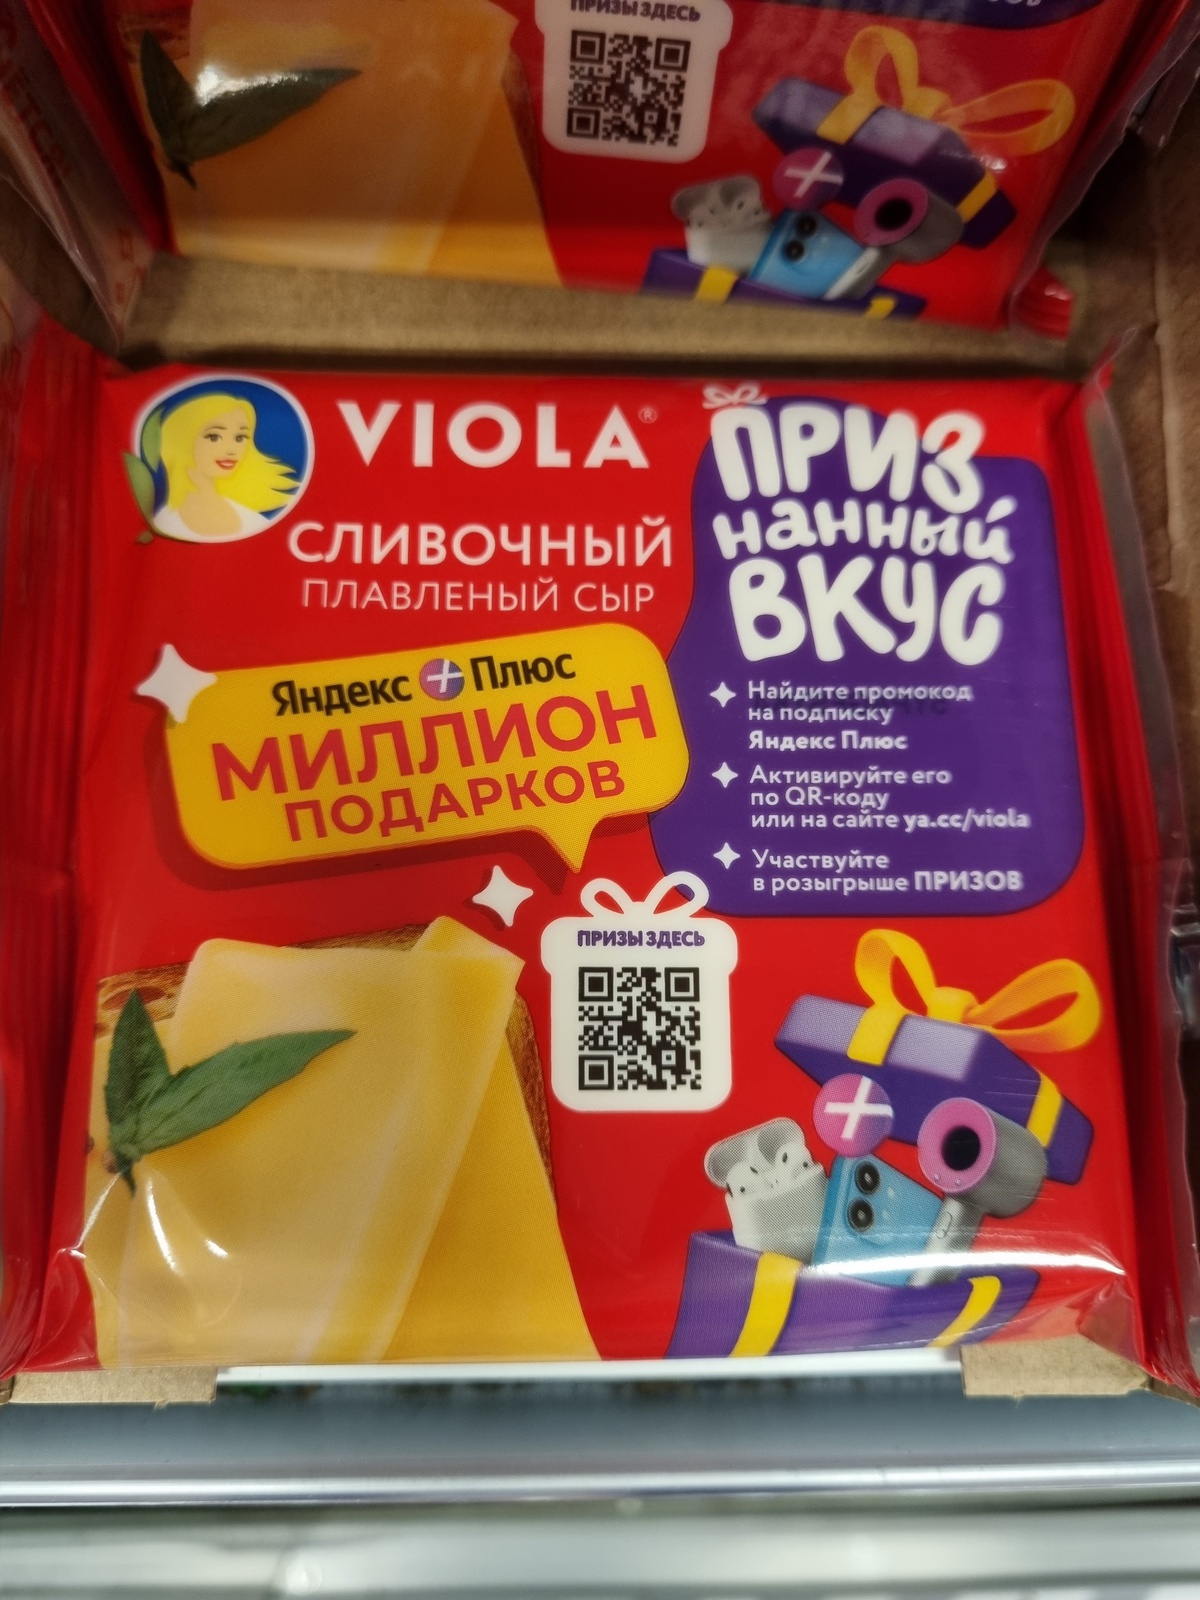 ПРИЗЫ ЗДЕСЬ
VIOLA®
СЛИВОЧНЫЙ
ПЛАВЛЕНЫЙ СЫР
Яндекс Плюс
МИЛЛИОН
ПОДАРКОВ
ПРИЗ
нанный
ВКУС
Найдите промокод
на подписку
Яндекс Плюс
Активируйте его
по QR-коду
или на сайте ya.cc/viola
Участвуйте
в розыгрыше ПРИЗОВ
ПРИЗЫ ЗДЕСЬ